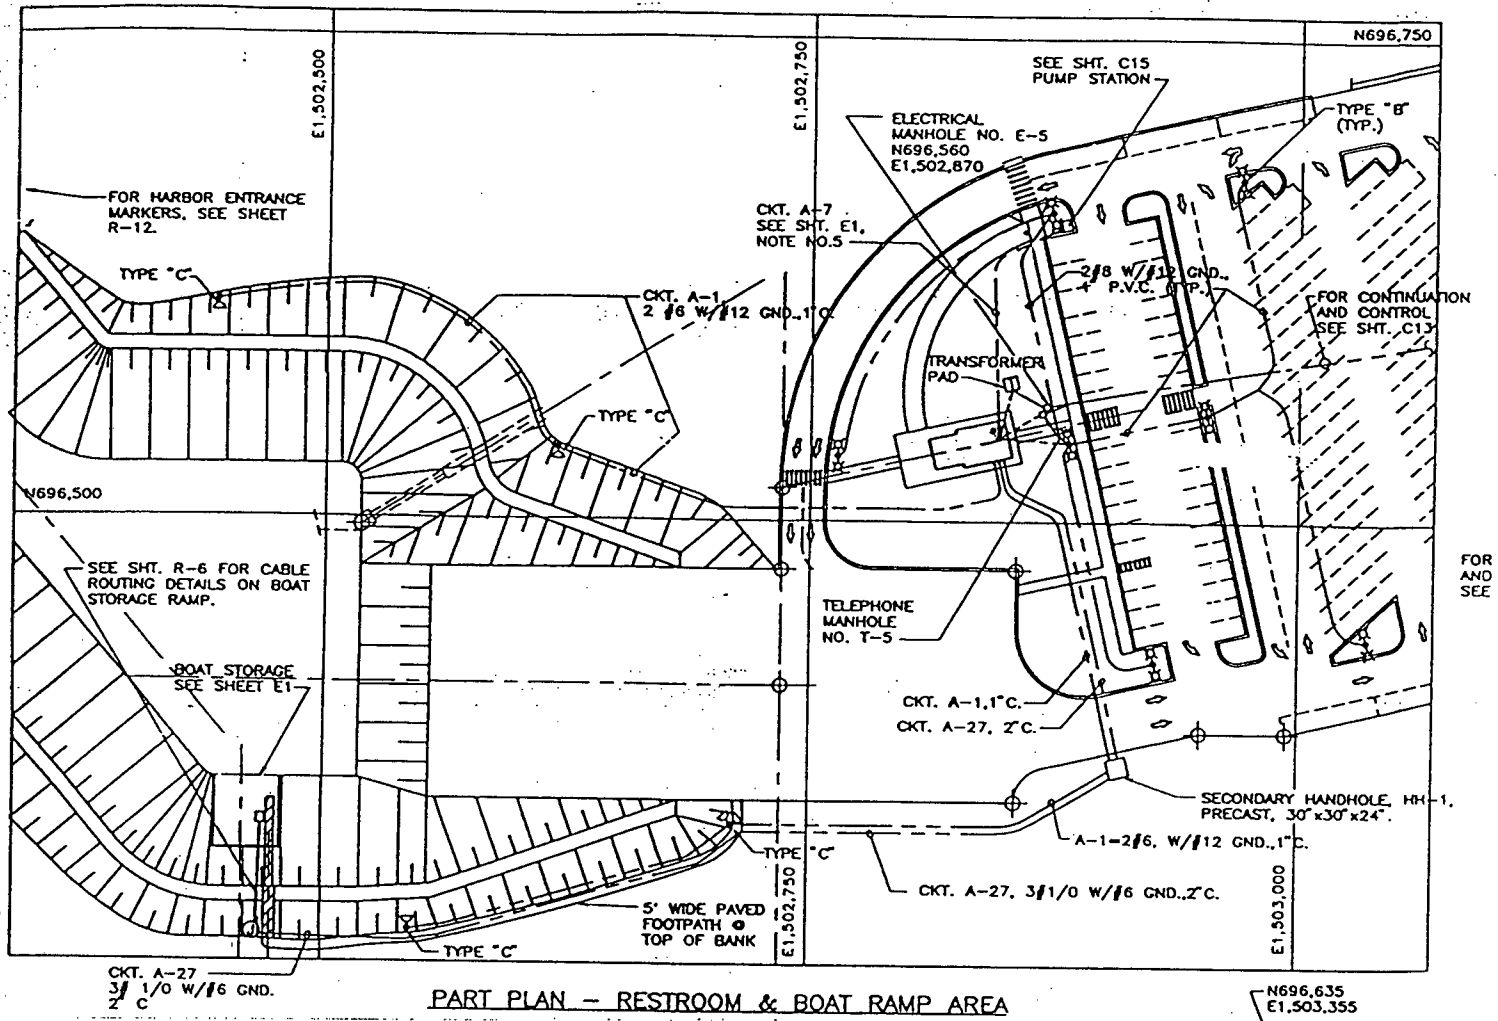 N696,750
E1,502,500
E1,502,750
SEE SHT. C15
PUMP STATION
TYPE "B"
(TYP.)
ELECTRICAL
MANHOLE NO. E-5
N696,560
E1,502,870
FOR HARBOR ENTRANCE
MARKERS, SEE SHEET
R-12.
CKT. A-7
SEE SHT. E1,
NOTE NO.5
TYPE "C"
CKT. A-1
2 #6 W/#12 GND.,1"C.
2#8 W/#12 GND.,
1" P.V.C. (TYP.)
FOR CONTINUATION
AND CONTROL
SEE SHT. C13
TRANSFORMER
PAD
TYPE "C"
N696,500
SEE SHT. R-6 FOR CABLE
ROUTING DETAILS ON BOAT
STORAGE RAMP.
FOR
AND
SEE
TELEPHONE
MANHOLE
NO. T-5
BOAT STORAGE
SEE SHEET E1
CKT. A-1,1"C.
CKT. A-27, 2"C.
SECONDARY HANDHOLE, HH-1,
PRECAST, 30"x30"x24".
A-1=2#6, W/#12 GND.,1"C.
TYPE "C"
CKT. A-27, 3#1/0 W/#6 GND.,2"C.
5' WIDE PAVED
FOOTPATH @
TOP OF BANK
E1,502,750
E1,503,000
TYPE "C"
CKT. A-27
3# 1/0 W/#6 GND.
2" C
PART PLAN - RESTROOM & BOAT RAMP AREA
N696,635
E1,503,355